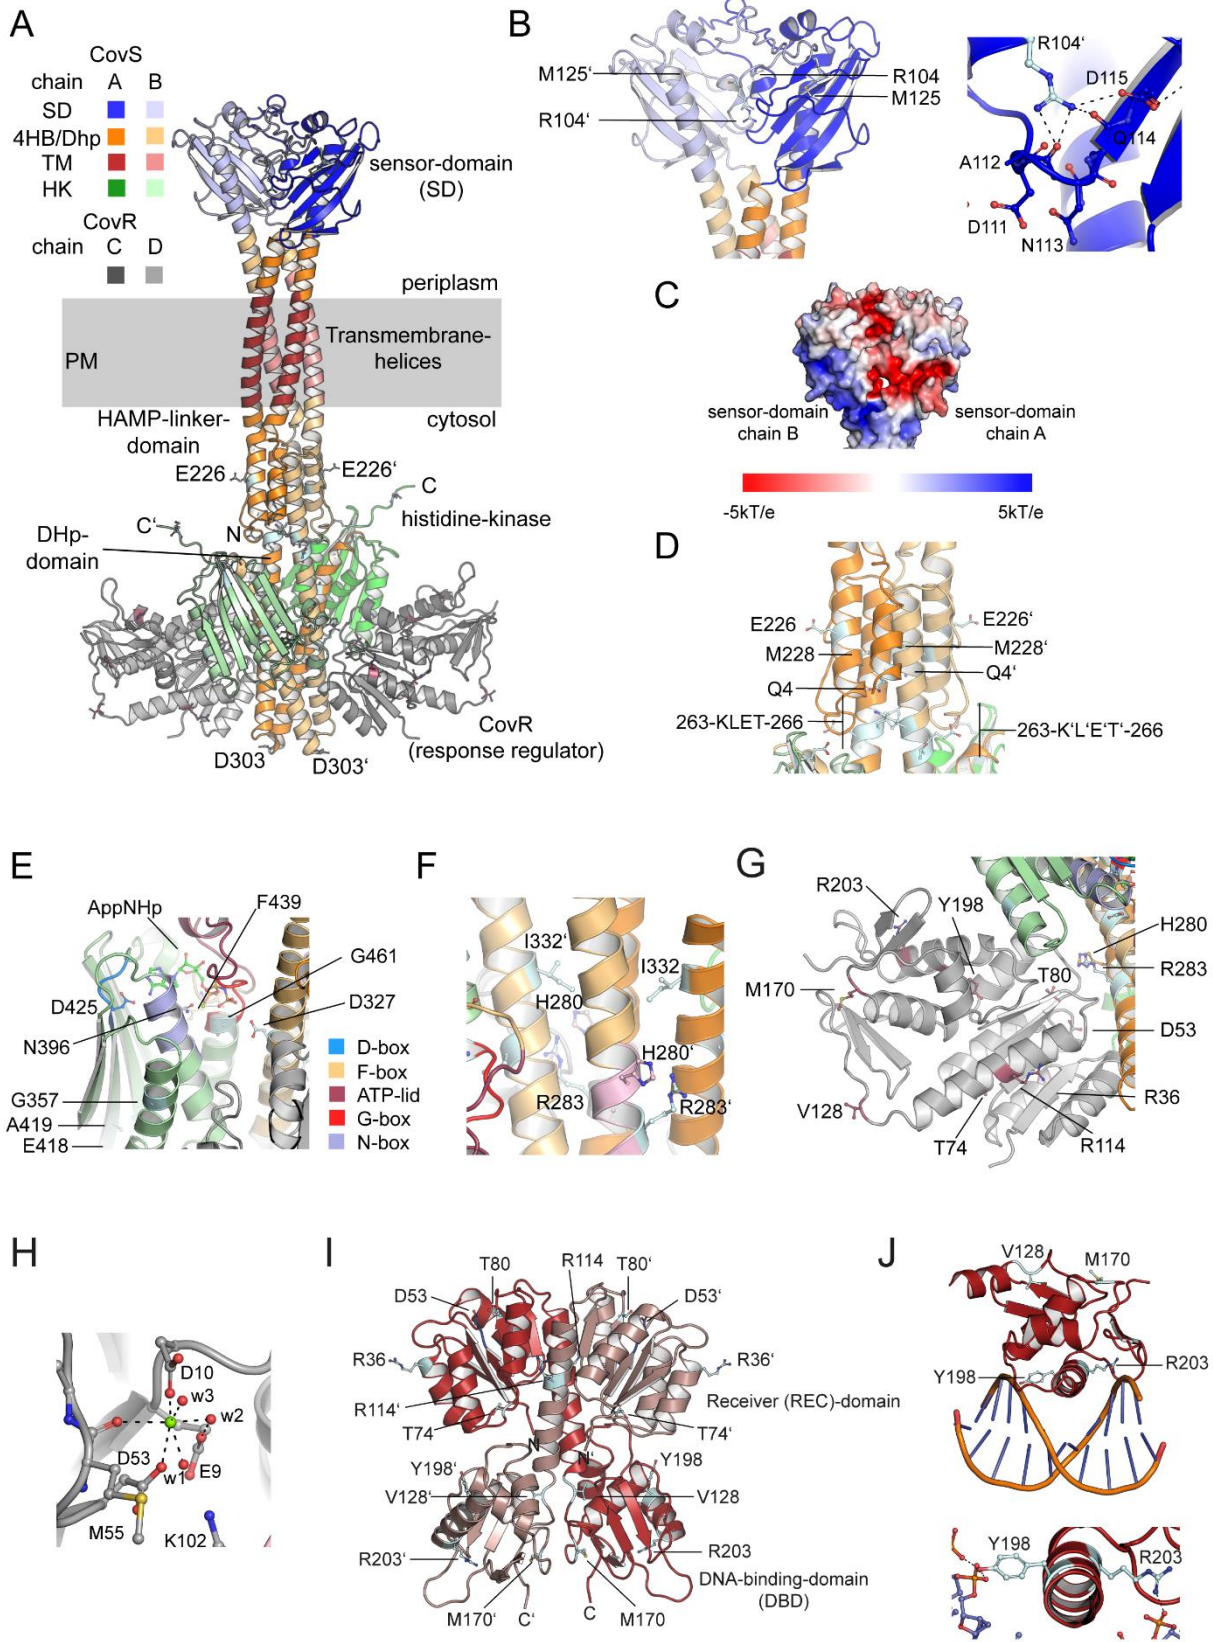 A
CovS
chain A B
SD
4HB/Dhp
TM
HK
CovR
chain C D
sensor-domain
(SD)
periplasm
PM
Transmembrane-
helices
cytosol
HAMP-linker-
domain
E226
E226‘
C
C‘
N
histidine-kinase
DHp-
domain
CovR
(response regulator)
D303
D303‘
B
M125‘
R104
M125
R104‘
R104‘
D115
Q114
A112
D111
N113
C
sensor-domain
chain B
sensor-domain
chain A
-5kT/e
5kT/e
D
E226
E226‘
M228
M228‘
Q4
Q4‘
263-KLET-266
263-K‘L‘E‘T‘-266
E
AppNHp
F439
G461
D425
D327
N396
G357
A419
E418
D-box
F-box
ATP-lid
G-box
N-box
F
I332‘
I332
H280
H280‘
R283
R283‘
G
R203
Y198
H280
T80
R283
M170
D53
V128
R36
T74
R114
H
D10
w3
w2
D53
w1
E9
M55
K102
I
T80
R114
T80‘
D53
D53‘
R36
R36‘
R114‘
Receiver (REC)-domain
T74
T74‘
N
N‘
Y198‘
Y198
V128‘
V128
R203‘
R203
DNA-binding-domain
(DBD)
M170‘
C‘
C
M170
J
V128
M170
Y198
R203
Y198
R203